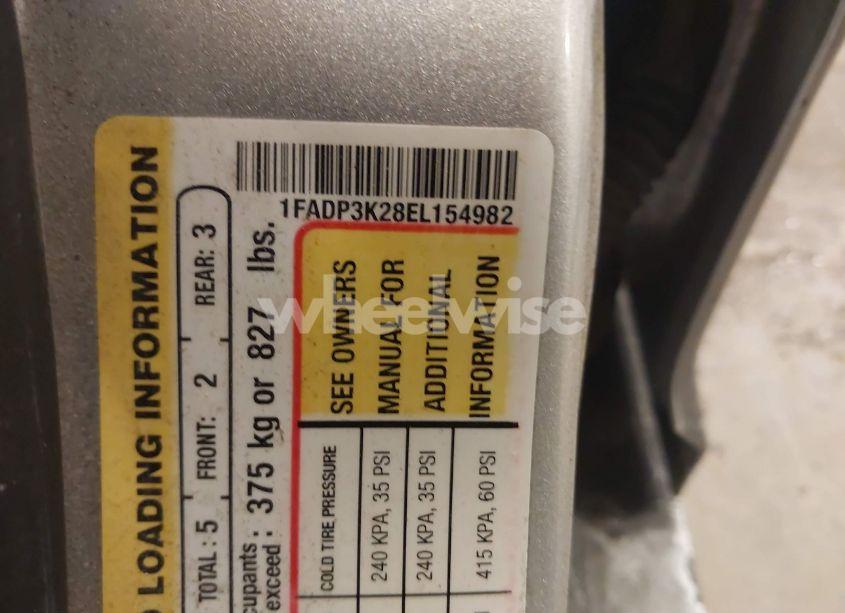 1FADP3K28EL154982
LOADING INFORMATION
TOTAL: 5 FRONT: 2 REAR: 3
exceed: 375 kg or 827 lbs.
COLD TIRE PRESSURE
240 KPA, 35 PSI
240 KPA, 35 PSI
415 KPA, 60 PSI
SEE OWNERS
MANUAL FOR
ADDITIONAL
INFORMATION
wheelwise